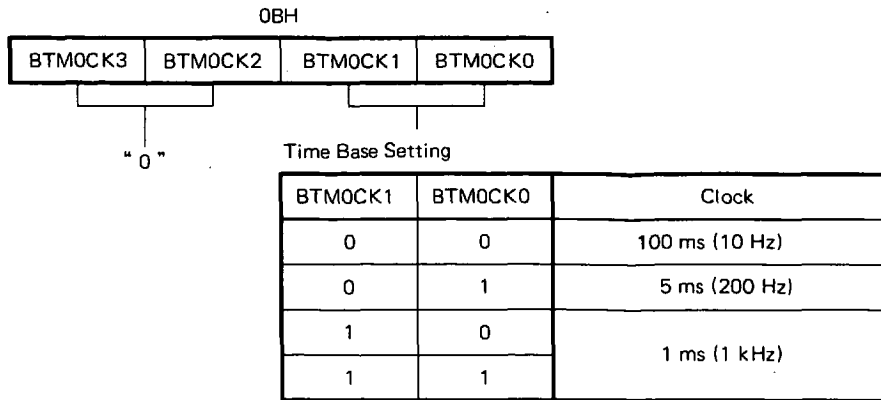 0BH
BTM0CK3 BTM0CK2 BTM0CK1 BTM0CK0
“ 0 ”
Time Base Setting
BTM0CK1 BTM0CK0 Clock
0 0 100 ms (10 Hz)
0 1 5 ms (200 Hz)
1 0 1 ms (1 kHz)
1 1